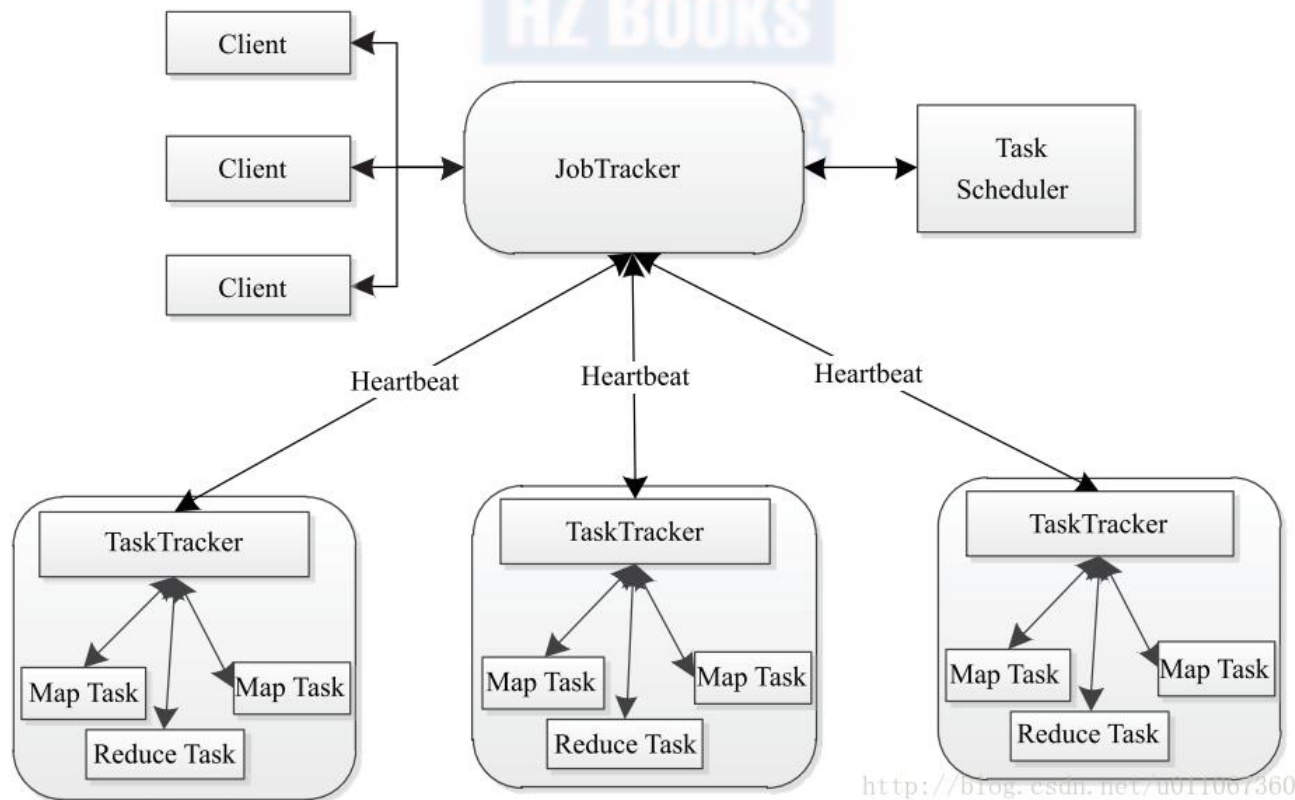 HZ BOOKS
Client
Client
JobTracker
Task
Scheduler
Client
Heartbeat
Heartbeat
Heartbeat
TaskTracker
TaskTracker
TaskTracker
Map Task
Map Task
Reduce Task
Map Task
Map Task
Reduce Task
Map Task
Map Task
Reduce Task
http://blog.csdn.net/u011067360